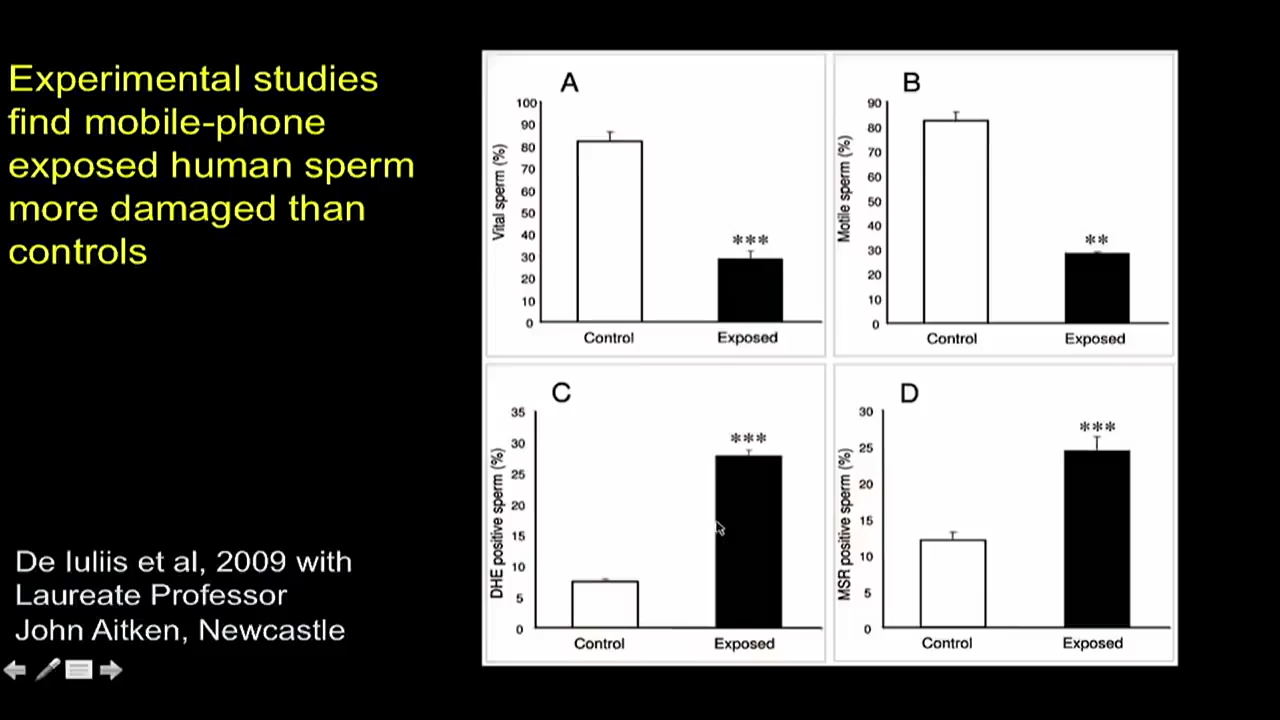 Experimental studies
find mobile-phone
exposed human sperm
more damaged than
controls
De Iuliis et al, 2009 with
Laureate Professor
John Aitken, Newcastle
A
Vital sperm (%)
100
90
80
70
60
50
40
30
20
10
0
***
Control
Exposed
B
Motile sperm (%)
90
80
70
60
50
40
30
20
10
0
**
Control
Exposed
C
DHE positive sperm (%)
35
30
25
20
15
10
5
0
***
Control
Exposed
D
MSR positive sperm (%)
30
25
20
15
10
5
0
***
Control
Exposed